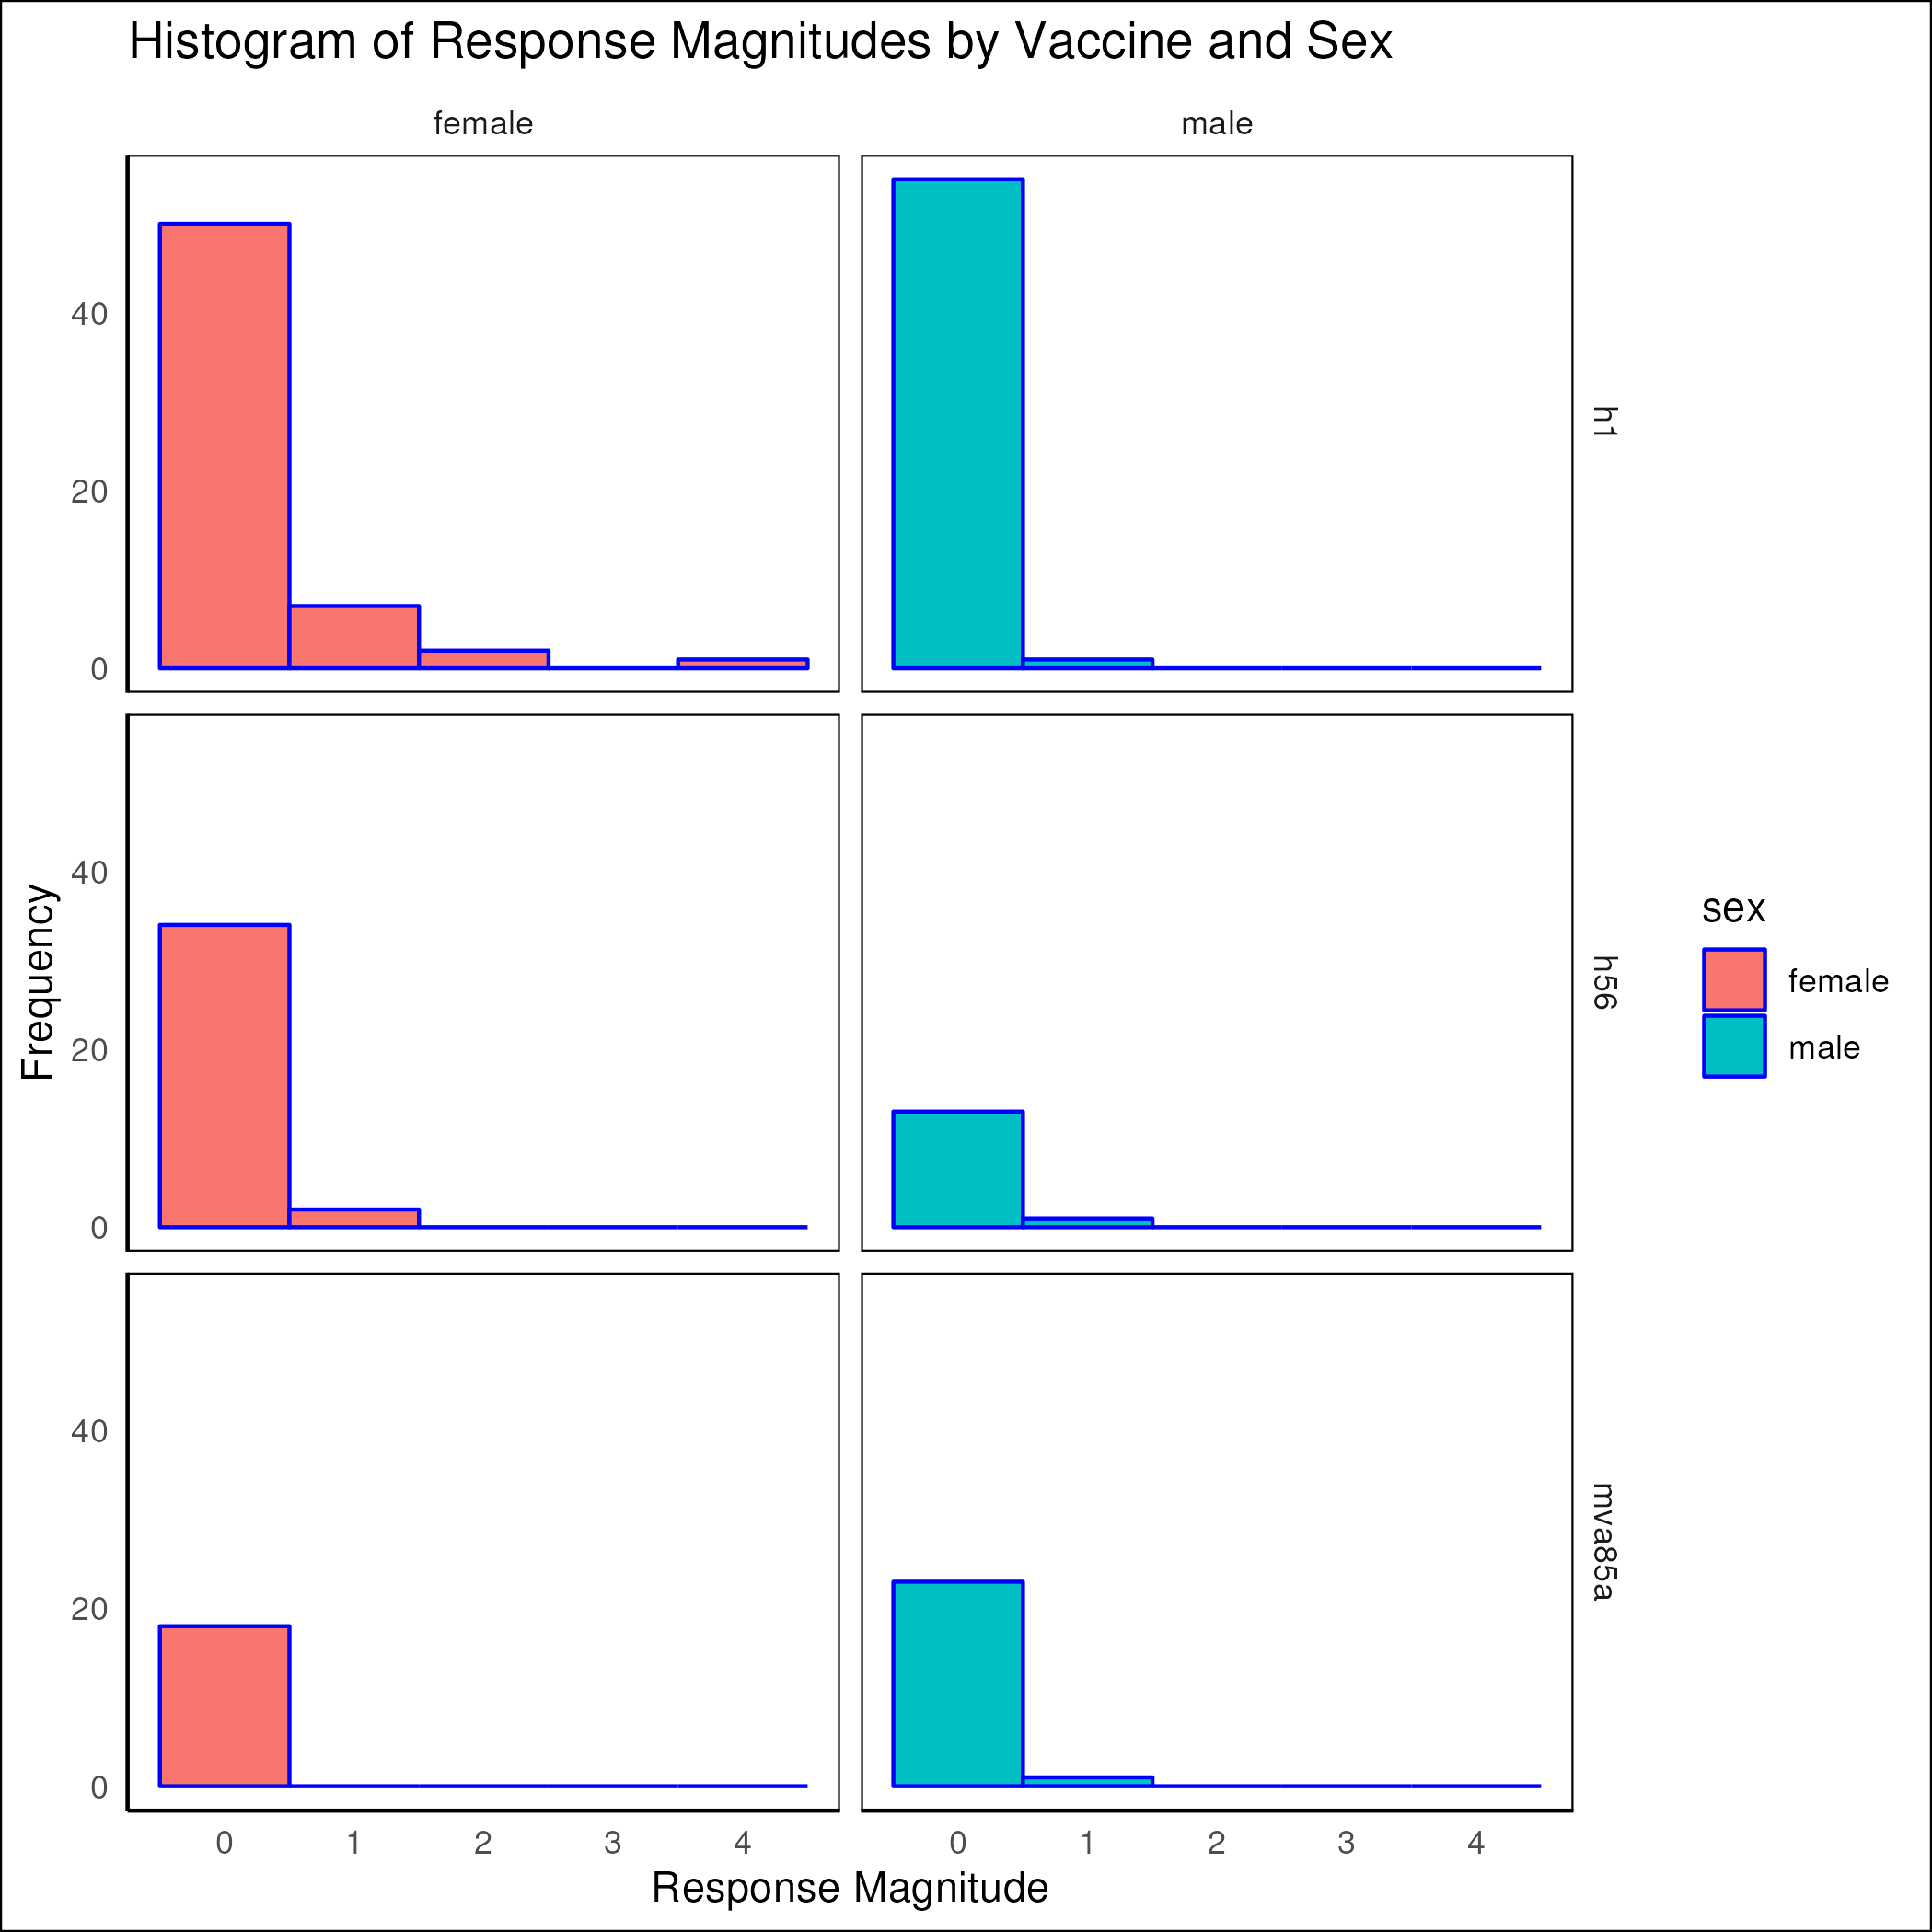 Histogram of Response Magnitudes by Vaccine and Sex
female
male
40
20
0
h1
40
20
0
h56
40
20
0
mva85a
Frequency
0 1 2 3 4
0 1 2 3 4
Response Magnitude
sex
female
male